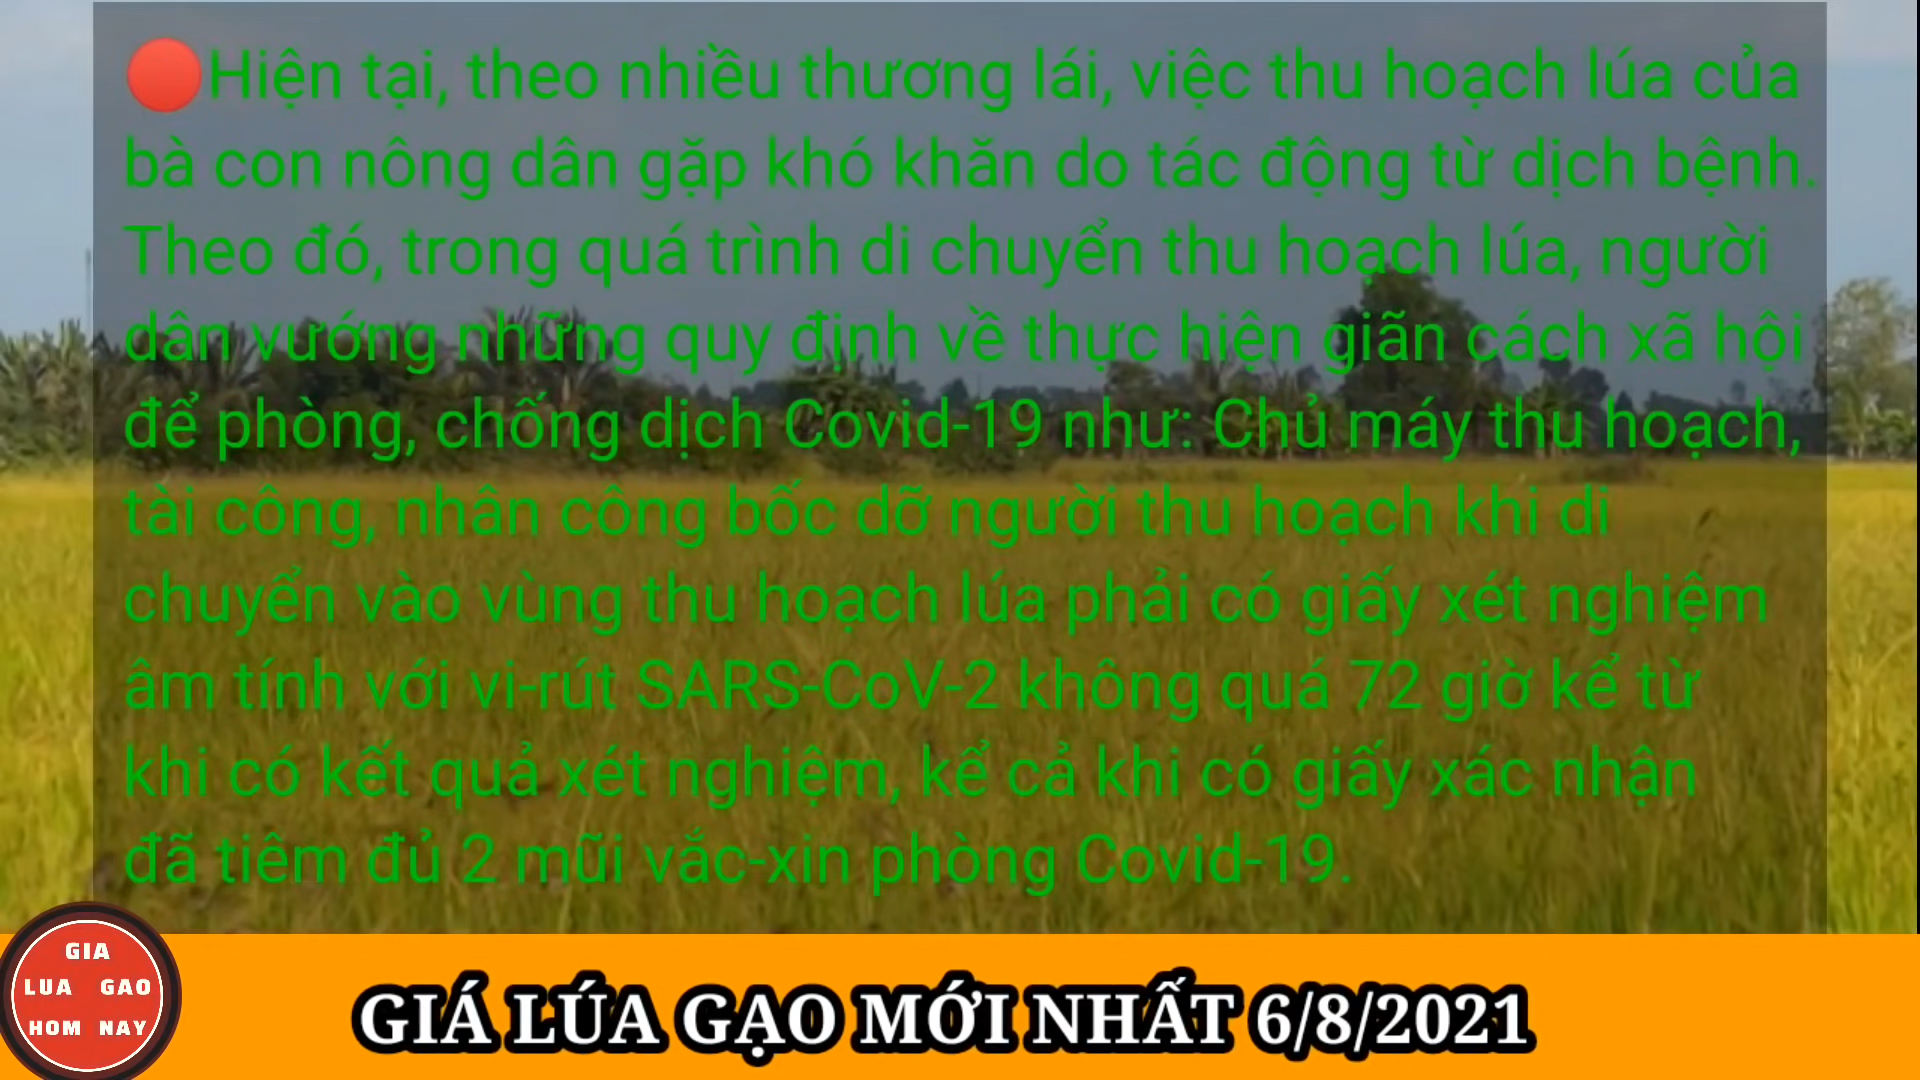 Hiện tại, theo nhiều thương lái, việc thu hoạch lúa của
bà con nông dân gặp khó khăn do tác động từ dịch bệnh.
Theo đó, trong quá trình di chuyển thu hoạch lúa, người
dân vướng những quy định về thực hiện giãn cách xã hội
để phòng, chống dịch Covid-19 như: Chủ máy thu hoạch,
tài công, nhân công bốc dỡ người thu hoạch khi di
chuyển vào vùng thu hoạch lúa phải có giấy xét nghiệm
âm tính với vi-rút SARS-CoV-2 không quá 72 giờ kể từ
khi có kết quả xét nghiệm, kể cả khi có giấy xác nhận
đã tiêm đủ 2 mũi vắc-xin phòng Covid-19.
GIA
LUA GAO
HOM NAY
GIÁ LÚA GẠO MỚI NHẤT 6/8/2021